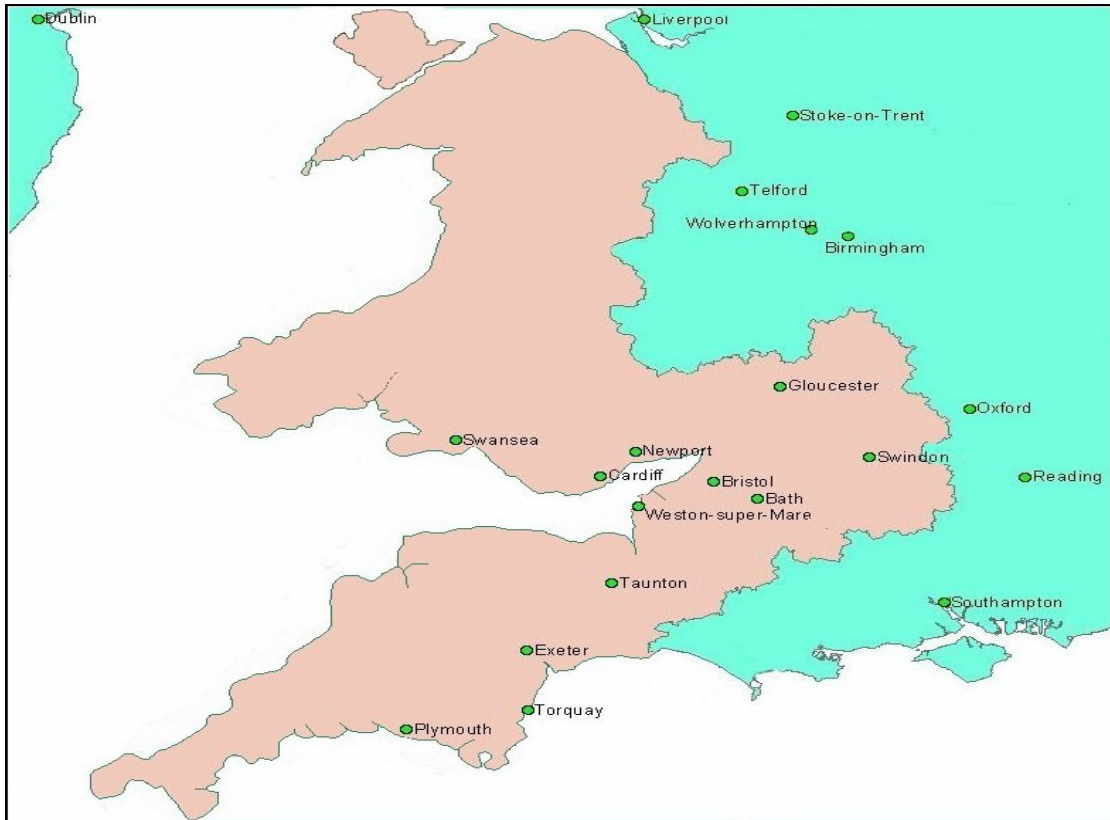 Dublin
Liverpool
Stoke-on-Trent
Telford
Wolverhampton
Birmingham
Gloucester
Oxford
Swansea
Newport
Swindon
Cardiff
Bristol
Reading
Bath
Weston-super-Mare
Taunton
Southampton
Exeter
Torquay
Plymouth